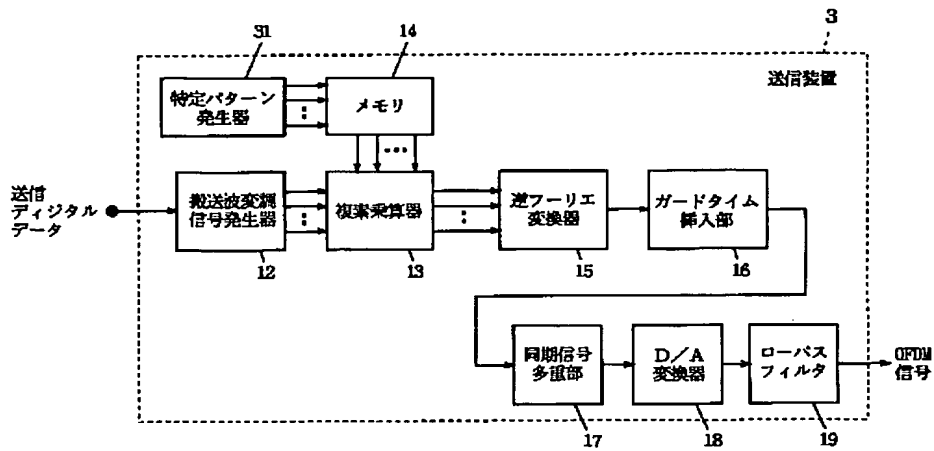 31
14
3
送信装置
特定パターン
発生器
メモリ
送信
ディジタル
データ
搬送波変調
信号発生器
複素乗算器
逆フーリエ
変換器
ガードタイム
挿入部
12
13
15
16
同期信号
多重部
D/A
変換器
ローパス
フィルタ
OFDM
信号
17
18
19